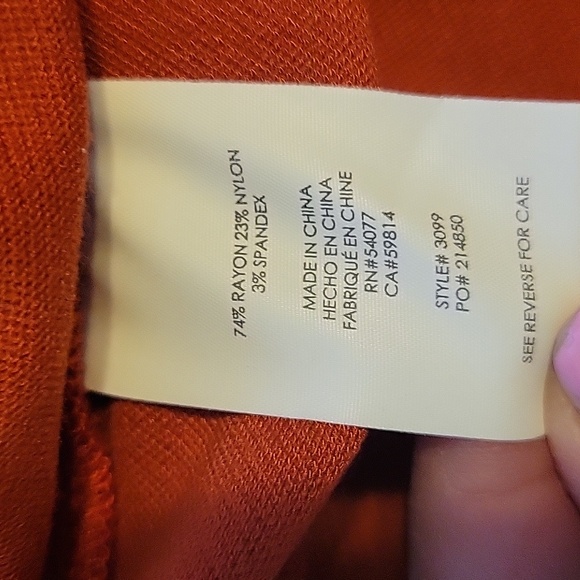 74% RAYON 23% NYLON
3% SPANDEX
MADE IN CHINA
HECHO EN CHINA
FABRIQUÉ EN CHINE
RN#54077
CA#59814
STYLE# 3099
PO# 214850
SEE REVERSE FOR CARE